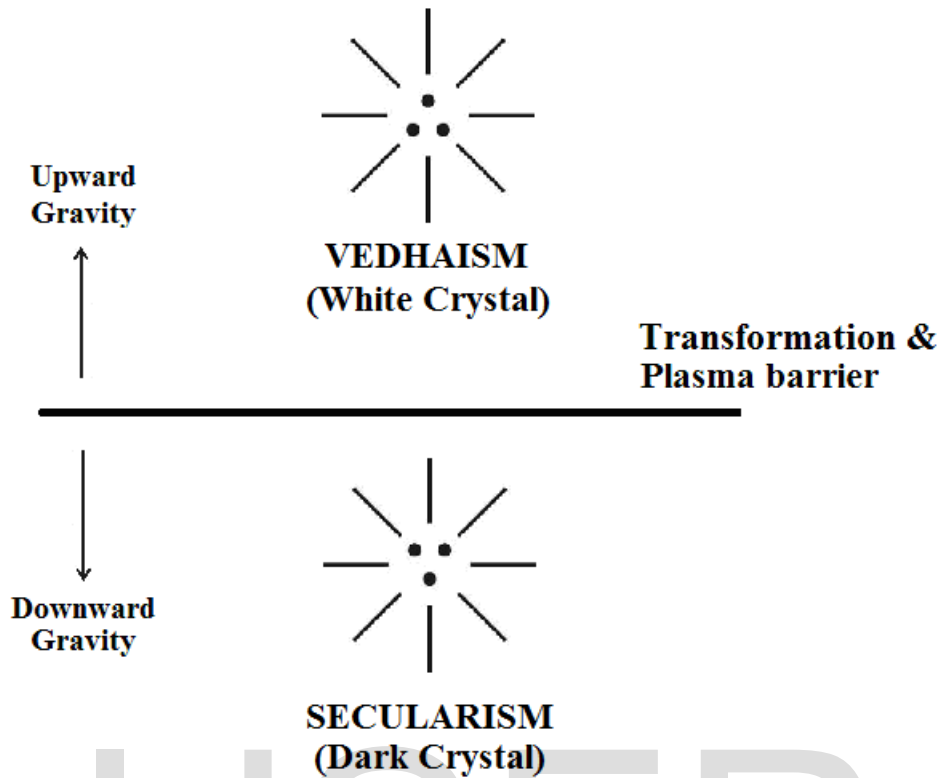 Upward
Gravity
VEDHAISM
(White Crystal)
Transformation &
Plasma barrier
Downward
Gravity
SECULARISM
(Dark Crystal)